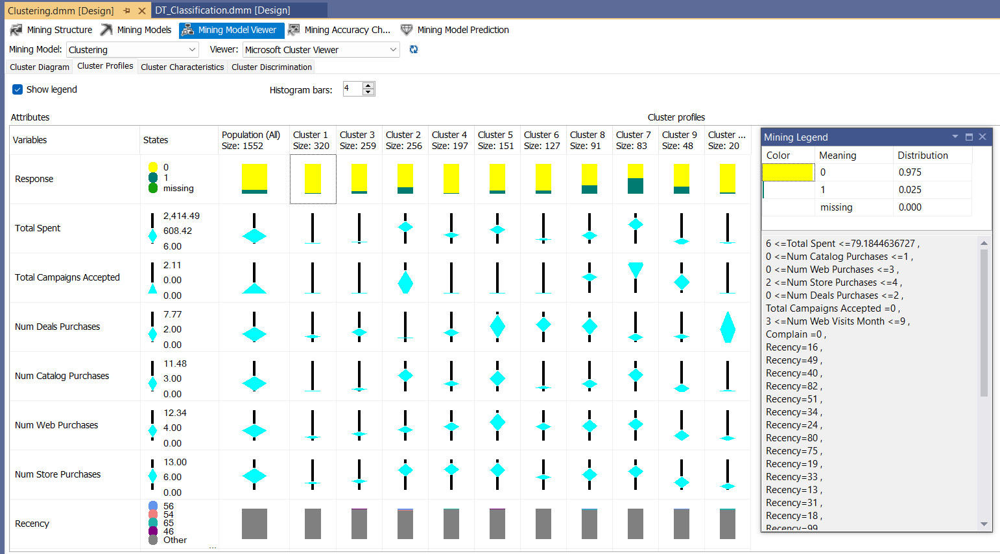 Clustering.dmm [Design]
DT_Classification.dmm [Design]
Mining Structure
Mining Models
Mining Model Viewer
Mining Accuracy Ch...
Mining Model Prediction
Mining Model:
Clustering
Viewer:
Microsoft Cluster Viewer
Cluster Diagram
Cluster Profiles
Cluster Characteristics
Cluster Discrimination
Show legend
Histogram bars:
4
Attributes
Cluster profiles
Variables
States
Population (All)
Size: 1552
Cluster 1
Size: 320
Cluster 3
Size: 259
Cluster 2
Size: 256
Cluster 4
Size: 197
Cluster 5
Size: 151
Cluster 6
Size: 127
Cluster 8
Size: 91
Cluster 7
Size: 83
Cluster 9
Size: 48
Cluster ...
Size: 20
Response
0
1
missing
Total Spent
2,414.49
608.42
6.00
Total Campaigns Accepted
2.11
0.00
0.00
Num Deals Purchases
7.77
2.00
0.00
Num Catalog Purchases
11.48
3.00
0.00
Num Web Purchases
12.34
4.00
0.00
Num Store Purchases
13.00
6.00
0.00
Recency
56
54
65
46
Other
...
Mining Legend
Color
Meaning
Distribution
0
0.975
1
0.025
missing
0.000
6 <=Total Spent <=79.1844636727 ,
0 <=Num Catalog Purchases <=1 ,
0 <=Num Web Purchases <=3 ,
2 <=Num Store Purchases <=4 ,
0 <=Num Deals Purchases <=2 ,
Total Campaigns Accepted =0 ,
3 <=Num Web Visits Month <=9 ,
Complain =0 ,
Recency=16 ,
Recency=49 ,
Recency=40 ,
Recency=82 ,
Recency=51 ,
Recency=34 ,
Recency=24 ,
Recency=80 ,
Recency=75 ,
Recency=19 ,
Recency=33 ,
Recency=13 ,
Recency=31 ,
Recency=18 ,
Recency=99